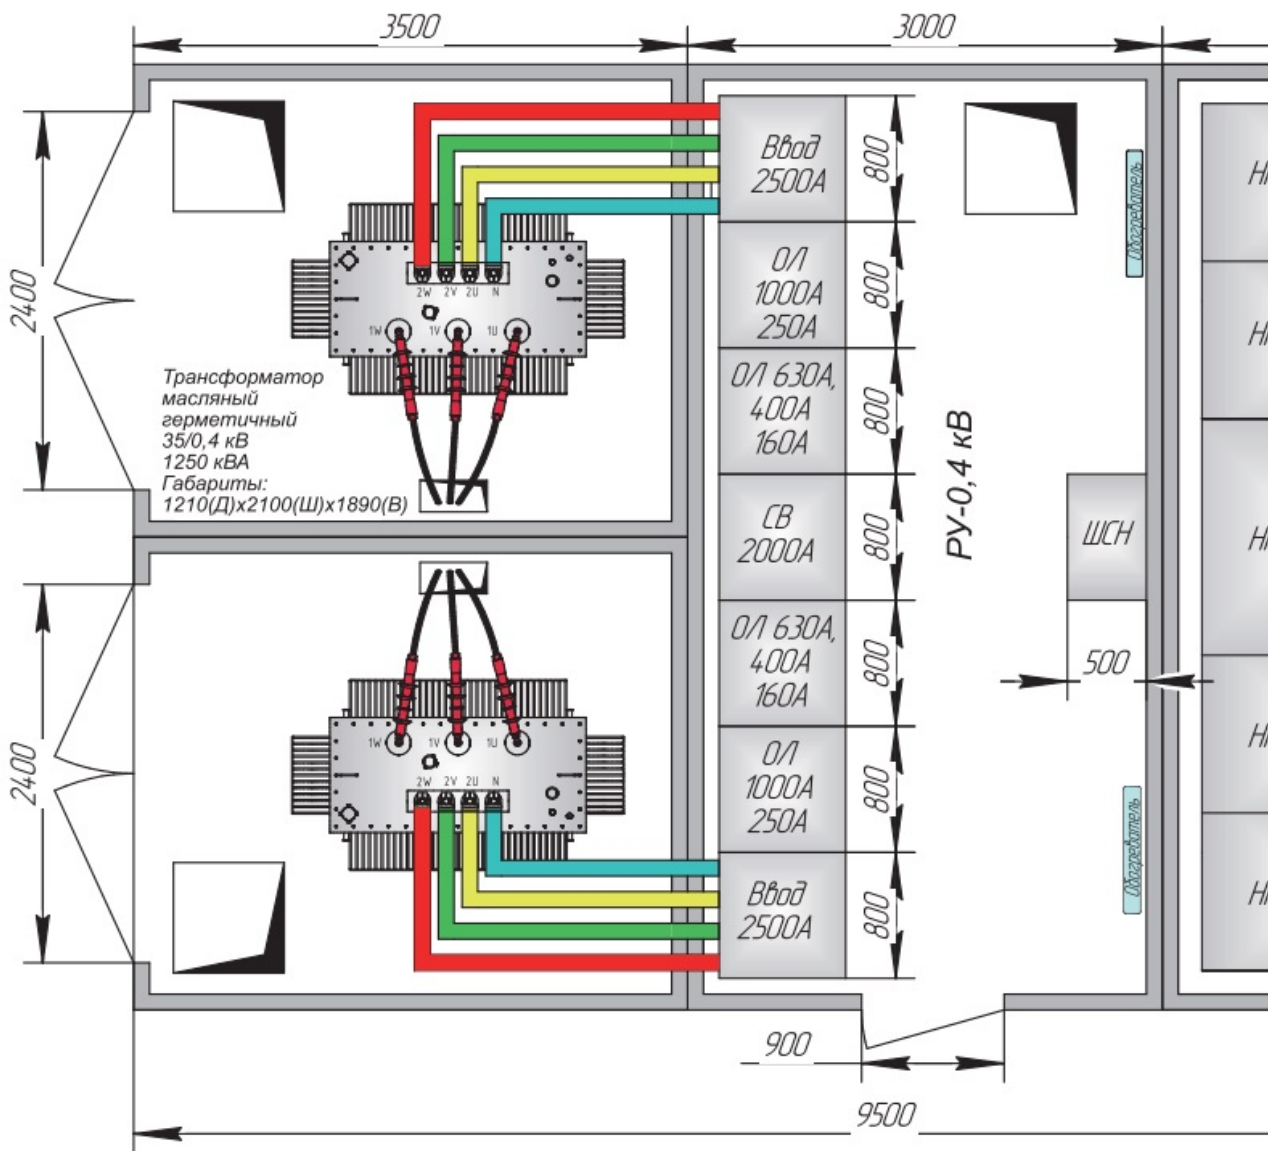 3500
3000
2400
Ввод
2500А
800
Обогреватель
О/Л
1000А
250А
800
2W 2V 2U N
1W 1V 1U
Трансформатор
масляный
герметичный
35/0,4 кВ
1250 кВА
Габариты:
1210(Д)х2100(Ш)х1890(В)
О/Л 630А,
400А
160А
800
РУ-0,4 кВ
СВ
2000А
800
ШСН
О/Л 630А,
400А
160А
800
500
2400
1W 1V 1U
2W 2V 2U N
О/Л
1000А
250А
800
Обогреватель
Ввод
2500А
800
900
9500